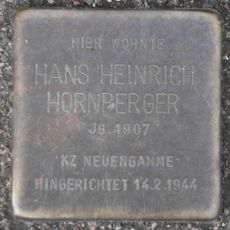 HIER WOHNTE
HANS HEINRICH
HORNBERGER
JG. 1907
KZ NEUENGAMME
HINGERICHTET 14.2.1944